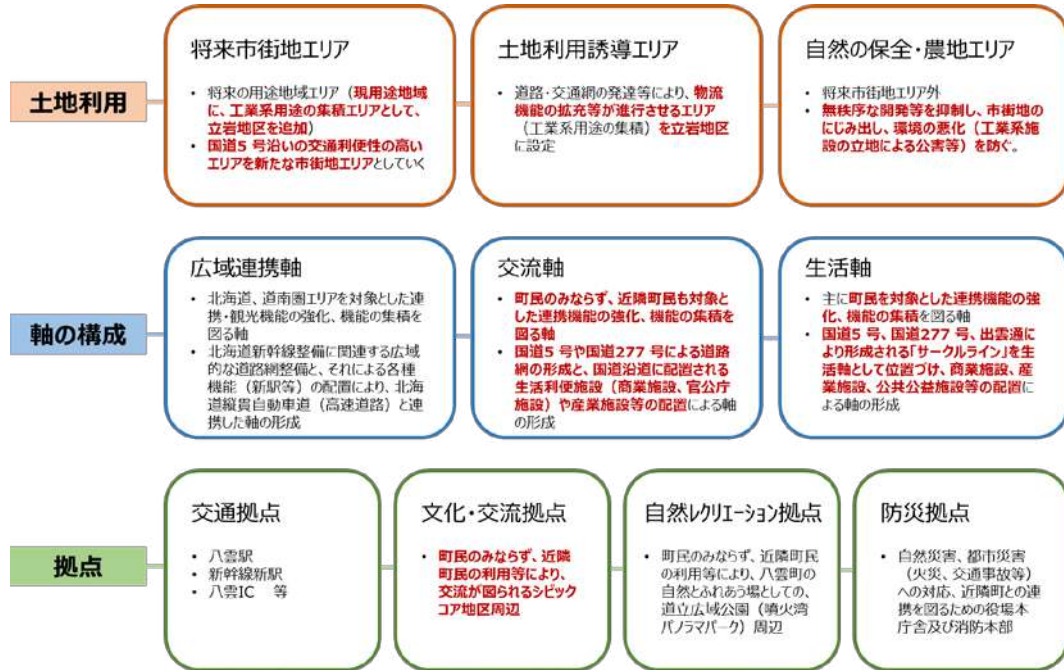 土地利用
将来市街地エリア
• 将来の用途地域エリア（現用途地域
に、工業系用途の集積エリアとして、
立岩地区を追加）
• 国道5 号沿いの交通利便性の高い
エリアを新たな市街地エリアとしていく
土地利用誘導エリア
• 道路・交通網の発達等により、物流
機能の拡充等が進行させるエリア
（工業系用途の集積）を立岩地区
に設定
自然の保全・農地エリア
• 将来市街地エリア外
• 無秩序な開発等を抑制し、市街地の
にじみ出し、環境の悪化（工業系施
設の立地による公害等）を防ぐ。
軸の構成
広域連携軸
• 北海道、道南圏エリアを対象とした連
携・観光機能の強化、機能の集積を
図る軸
• 北海道新幹線整備に関連する広域
的な道路網整備と、それによる各種
機能（新駅等）の配置により、北海
道縦貫自動車道（高速道路）と連
携した軸の形成
交流軸
• 町民のみならず、近隣町民も対象と
した連携機能の強化、機能の集積を
図る軸
• 国道5 号や国道277 号による道路
網の形成と、国道沿道に配置される
生活利便施設（商業施設、官公庁
施設）や産業施設等の配置による軸
の形成
生活軸
• 主に町民を対象とした連携機能の強
化、機能の集積を図る軸
• 国道5 号、国道277 号、出雲通に
より形成される「サークルライン」を生
活軸として位置づけ、商業施設、産
業施設、公共公益施設等の配置に
よる軸の形成
拠点
交通拠点
• 八雲駅
• 新幹線新駅
• 八雲IC 等
文化・交流拠点
• 町民のみならず、近隣
町民の利用等により、
交流が図られるシビック
コア地区周辺
自然レクリエーション拠点
• 町民のみならず、近隣町民
の利用等により、八雲町の
自然とふれあう場としての、
道立広域公園（噴火湾
パノラマパーク）周辺
防災拠点
• 自然災害、都市災害
（火災、交通事故等）
への対応、近隣町との連
携を図るための役場本
庁舎及び消防本部